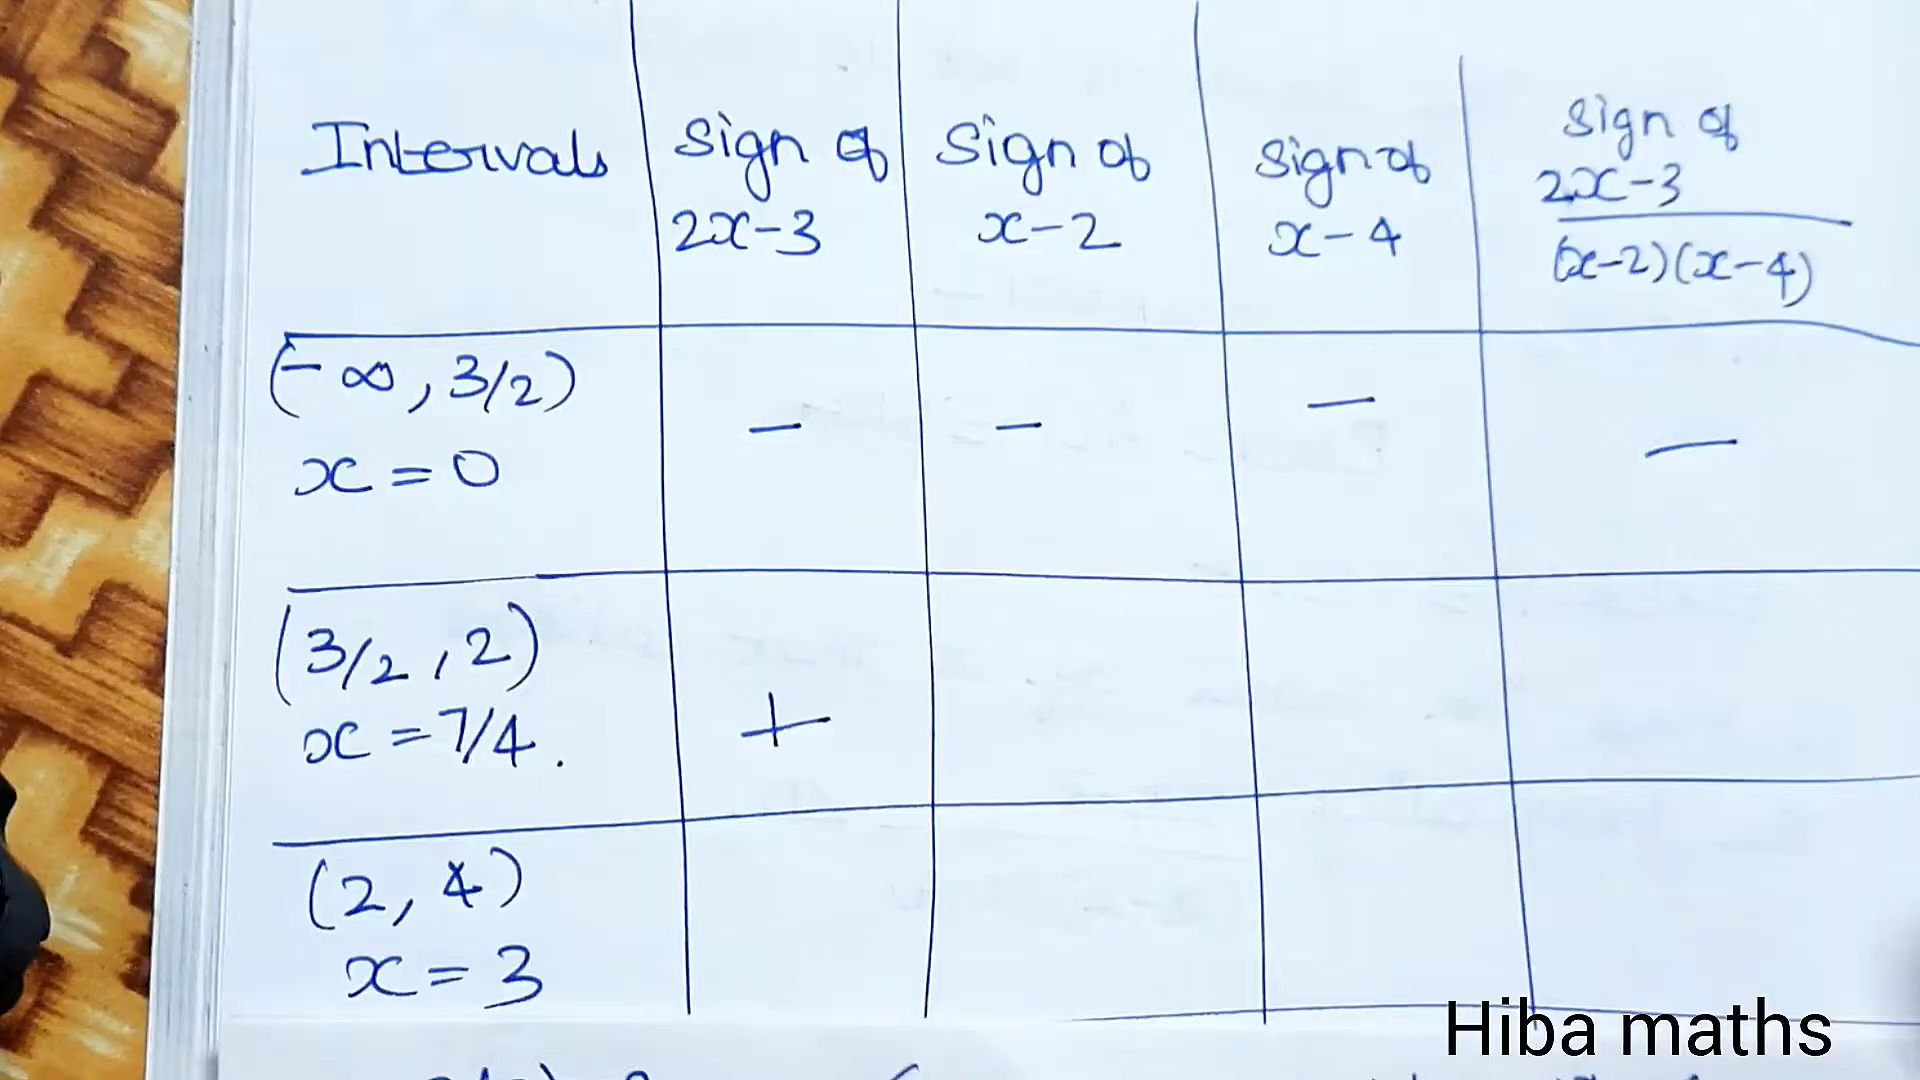 Intervals
Sign of
2x-3
Sign of
x-2
Sign of
x-4
Sign of
2x-3
(x-2)(x-4)
(-∞, 3/2)
x = 0
-
-
-
-
(3/2, 2)
x = 7/4.
+
(2, 4)
x = 3
Hiba maths